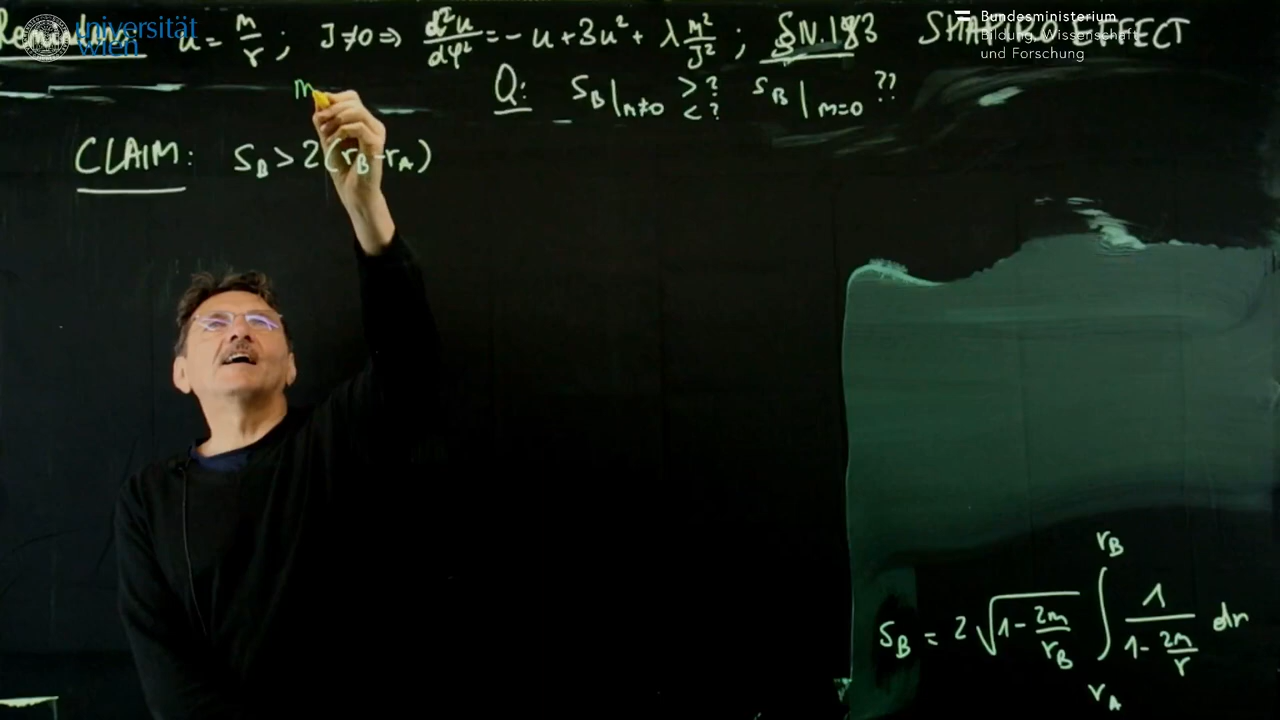 universität
wien
Bundesministerium
Bildung, Wissenschaft
und Forschung
u = m/r ; J≠0 ⇒ d²u/dφ² = -u + 3u² + λ m²/J² ; EFFECT
Q: S_B|_{m≠0} >? <? S_B|_{m=0} ??
m
CLAIM: S_B > 2(r_B - r_A)
S_B = 2 √(1 - 2m/r_B) ∫_{r_A}^{r_B} 1/(1 - 2m/r) dr